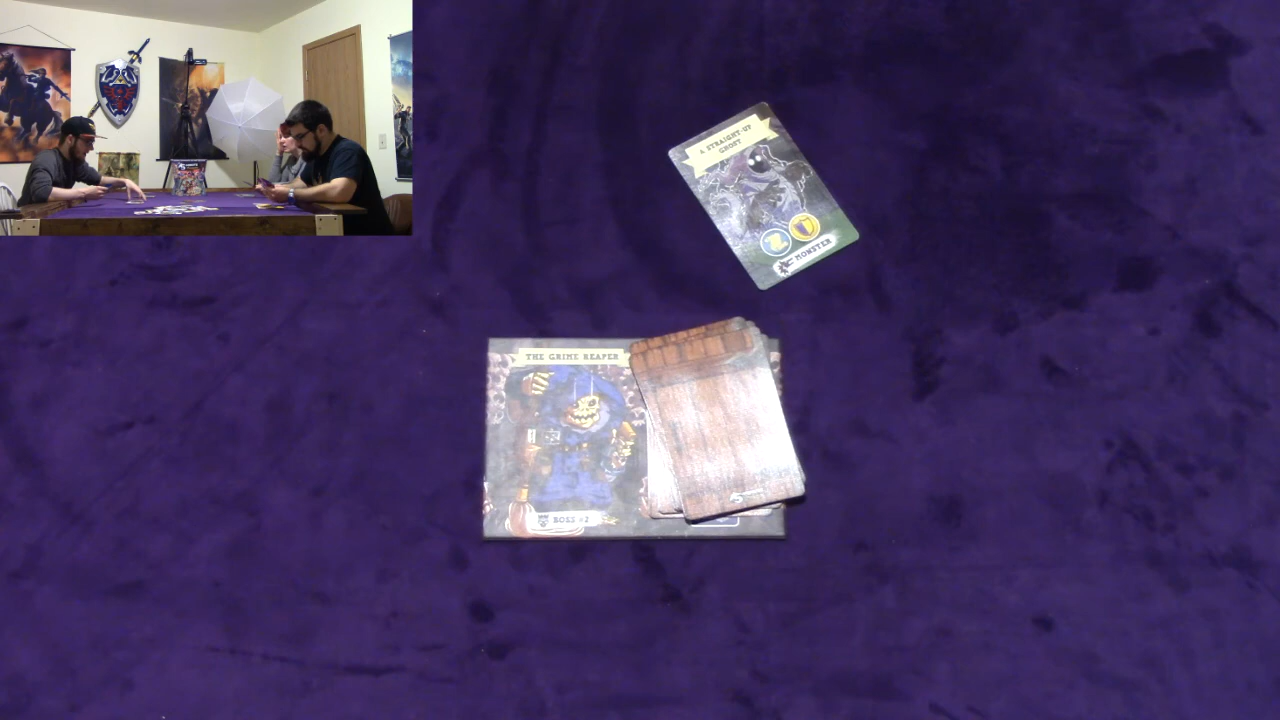 A STRAIGHT-UP
GHOST
MONSTER
THE GRIME REAPER
BOSS #2